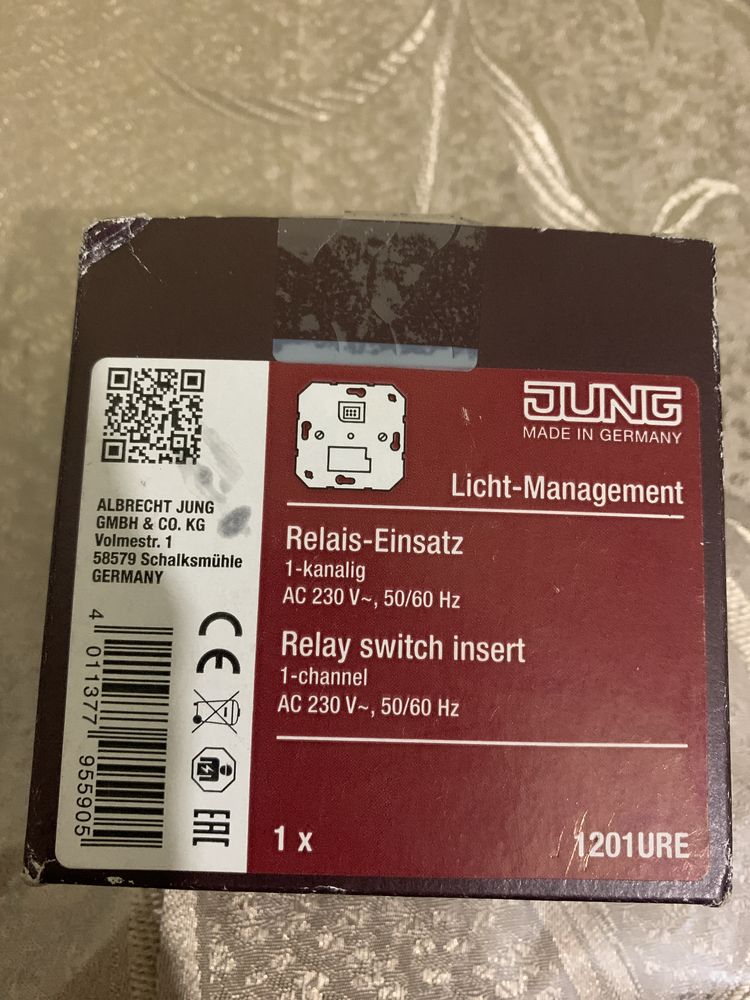 JUNG
MADE IN GERMANY
Licht-Management
ALBRECHT JUNG
GMBH & CO. KG
Volmestr. 1
58579 Schalksmühle
GERMANY
Relais-Einsatz
1-kanalig
AC 230 V~, 50/60 Hz
Relay switch insert
1-channel
AC 230 V~, 50/60 Hz
4 011377 955905
CE
EAC
1 x
1201URE